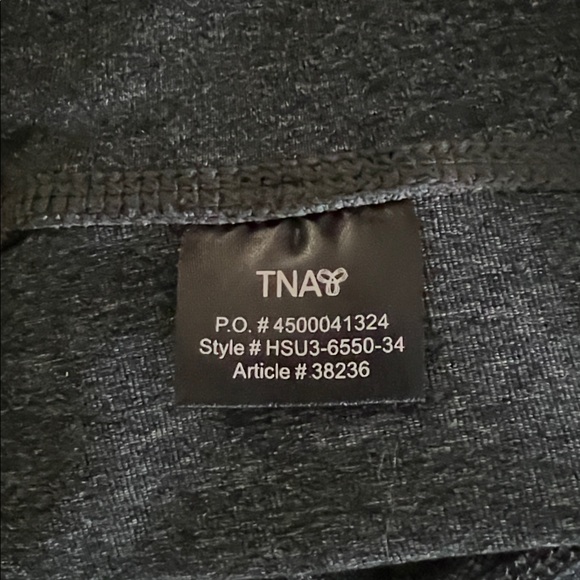 TNA
P.O. # 4500041324
Style # HSU3-6550-34
Article # 38236